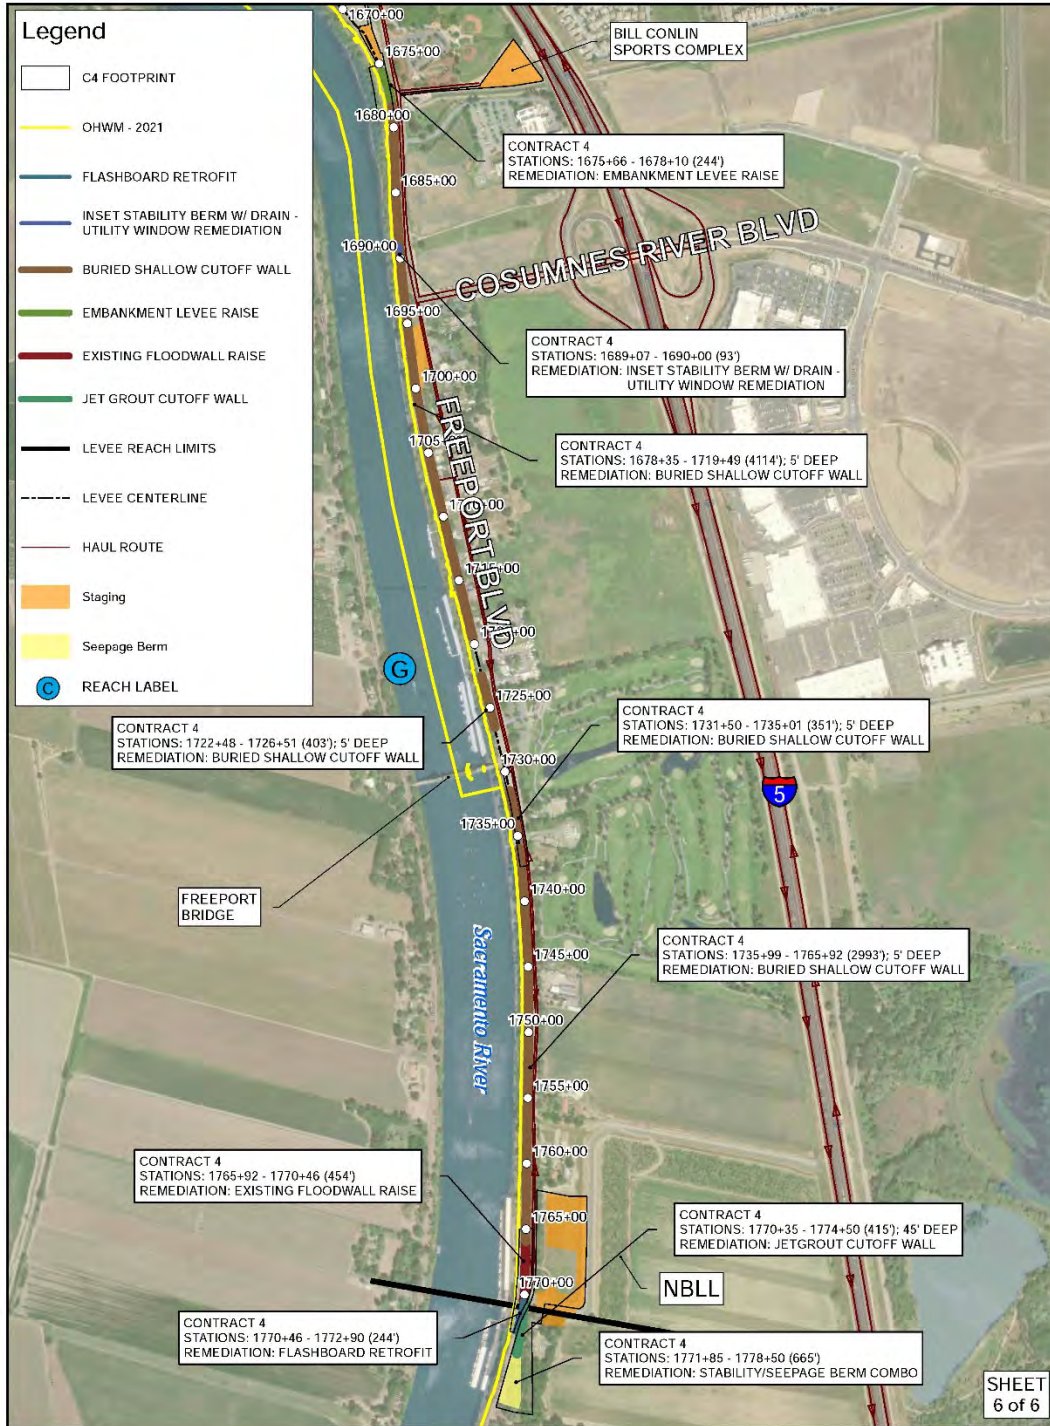 Legend
C4 FOOTPRINT
OHWM - 2021
FLASHBOARD RETROFIT
INSET STABILITY BERM W/ DRAIN -
UTILITY WINDOW REMEDIATION
BURIED SHALLOW CUTOFF WALL
EMBANKMENT LEVEE RAISE
EXISTING FLOODWALL RAISE
JET GROUT CUTOFF WALL
LEVEE REACH LIMITS
LEVEE CENTERLINE
HAUL ROUTE
Staging
Seepage Berm
C
REACH LABEL
1670+00
1675+00
BILL CONLIN
SPORTS COMPLEX
1680+00
CONTRACT 4
STATIONS: 1675+66 - 1678+10 (244')
REMEDIATION: EMBANKMENT LEVEE RAISE
1685+00
COSUMNES RIVER BLVD
1690+00
1695+00
CONTRACT 4
STATIONS: 1689+07 - 1690+00 (93')
REMEDIATION: INSET STABILITY BERM W/ DRAIN -
UTILITY WINDOW REMEDIATION
1700+00
FREEPORT BLVD
CONTRACT 4
STATIONS: 1678+35 - 1719+49 (4114'); 5' DEEP
REMEDIATION: BURIED SHALLOW CUTOFF WALL
1715+00
G
1725+00
CONTRACT 4
STATIONS: 1722+48 - 1726+51 (403'); 5' DEEP
REMEDIATION: BURIED SHALLOW CUTOFF WALL
CONTRACT 4
STATIONS: 1731+50 - 1735+01 (351'); 5' DEEP
REMEDIATION: BURIED SHALLOW CUTOFF WALL
1730+00
5
1735+00
FREEPORT
BRIDGE
1740+00
Sacramento River
1745+00
CONTRACT 4
STATIONS: 1735+99 - 1765+92 (2993'); 5' DEEP
REMEDIATION: BURIED SHALLOW CUTOFF WALL
1750+00
1755+00
1760+00
CONTRACT 4
STATIONS: 1765+92 - 1770+46 (454')
REMEDIATION: EXISTING FLOODWALL RAISE
1765+00
CONTRACT 4
STATIONS: 1770+35 - 1774+50 (415'); 45' DEEP
REMEDIATION: JETGROUT CUTOFF WALL
1770+00
NBLL
CONTRACT 4
STATIONS: 1770+46 - 1772+90 (244')
REMEDIATION: FLASHBOARD RETROFIT
CONTRACT 4
STATIONS: 1771+85 - 1778+50 (665')
REMEDIATION: STABILITY/SEEPAGE BERM COMBO
SHEET
6 of 6